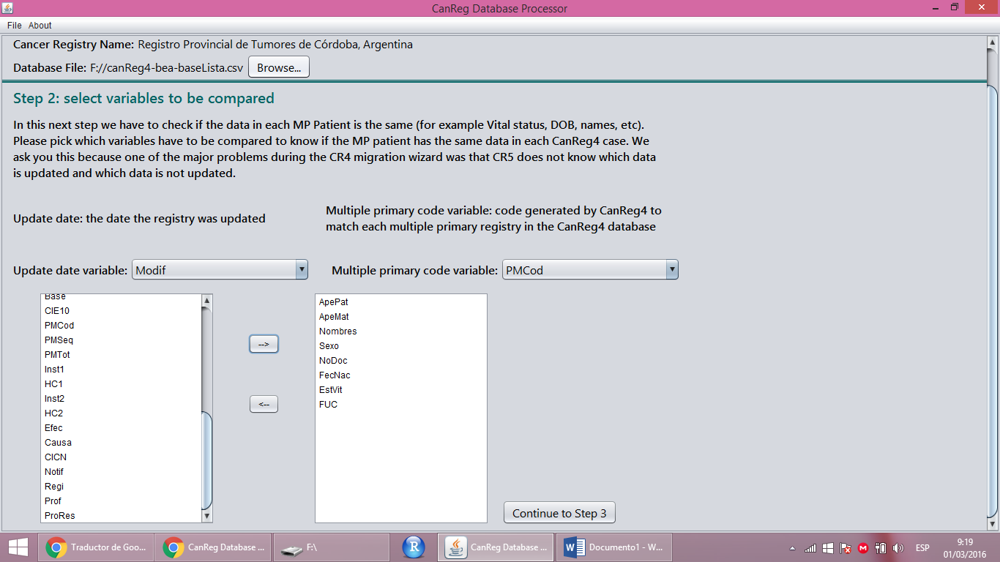 CanReg Database Processor
File About
Cancer Registry Name: Registro Provincial de Tumores de Córdoba, Argentina
Database File: F://canReg4-bea-baseLista.csv Browse...
Step 2: select variables to be compared
In this next step we have to check if the data in each MP Patient is the same (for example Vital status, DOB, names, etc).
Please pick which variables have to be compared to know if the MP patient has the same data in each CanReg4 case. We
ask you this because one of the major problems during the CR4 migration wizard was that CR5 does not know which data
is updated and which data is not updated.
Update date: the date the registry was updated
Multiple primary code variable: code generated by CanReg4 to
match each multiple primary registry in the CanReg4 database
Update date variable: Modif
Multiple primary code variable: PMCod
Base
CIE10
PMCod
PMSeq
PMTot
Inst1
HC1
Inst2
HC2
Efec
Causa
CICN
Notif
Regi
Prof
ProRes
-->
<--
ApePat
ApeMat
Nombres
Sexo
NoDoc
FecNac
EstVit
FUC
Continue to Step 3
Traductor de Goo...
CanReg Database ...
F:\
R
CanReg Database ...
Documento1 - W...
ESP
9:19
01/03/2016